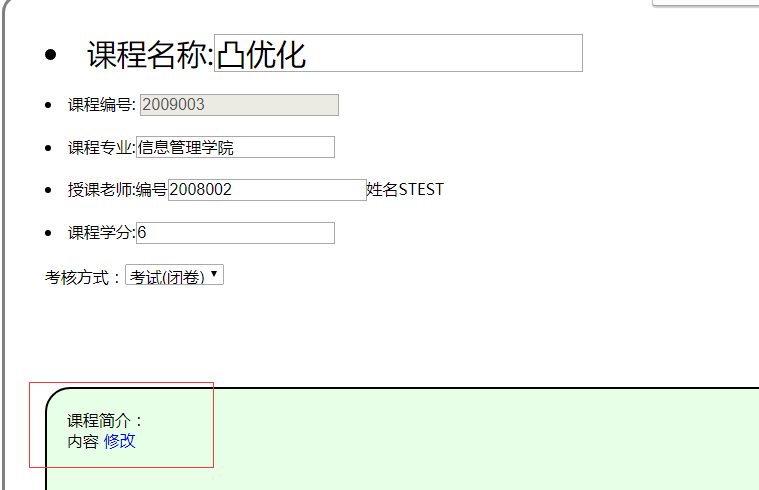 课程名称:凸优化
课程编号: 2009003
课程专业:信息管理学院
授课老师:编号2008002姓名STEST
课程学分:6
考核方式：考试(闭卷)
课程简介：
内容 修改